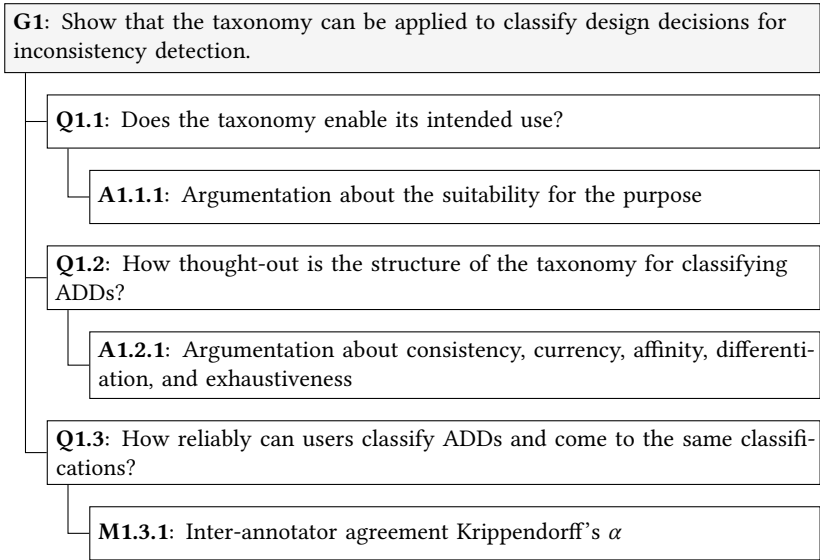 G1: Show that the taxonomy can be applied to classify design decisions for
inconsistency detection.
Q1.1: Does the taxonomy enable its intended use?
A1.1.1: Argumentation about the suitability for the purpose
Q1.2: How thought-out is the structure of the taxonomy for classifying
ADDs?
A1.2.1: Argumentation about consistency, currency, affinity, differenti-
ation, and exhaustiveness
Q1.3: How reliably can users classify ADDs and come to the same classifi-
cations?
M1.3.1: Inter-annotator agreement Krippendorff's α